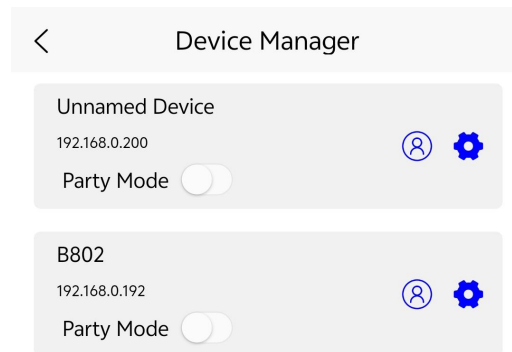 Device Manager
Unnamed Device
192.168.0.200
Party Mode
B802
192.168.0.192
Party Mode